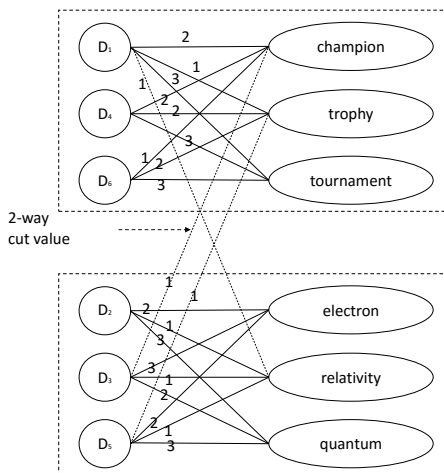 D1
2
champion
1
3
1
D4
2
2
trophy
3
1
D6
2
3
tournament
2-way
cut value
1
1
D2
2
electron
1
3
D3
3
1
relativity
2
2
D5
1
3
quantum